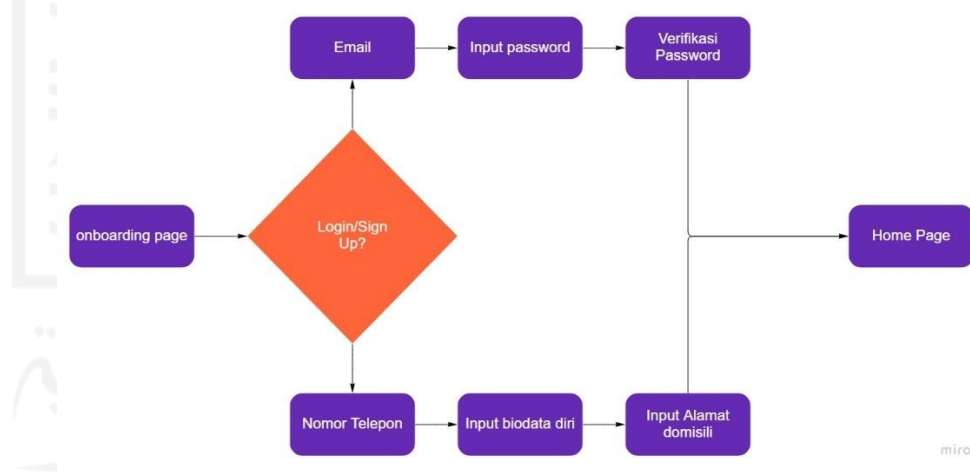 Email
Input password
Verifikasi
Password
onboarding page
Login/Sign
Up?
Home Page
Nomor Telepon
Input biodata diri
Input Alamat
domisili